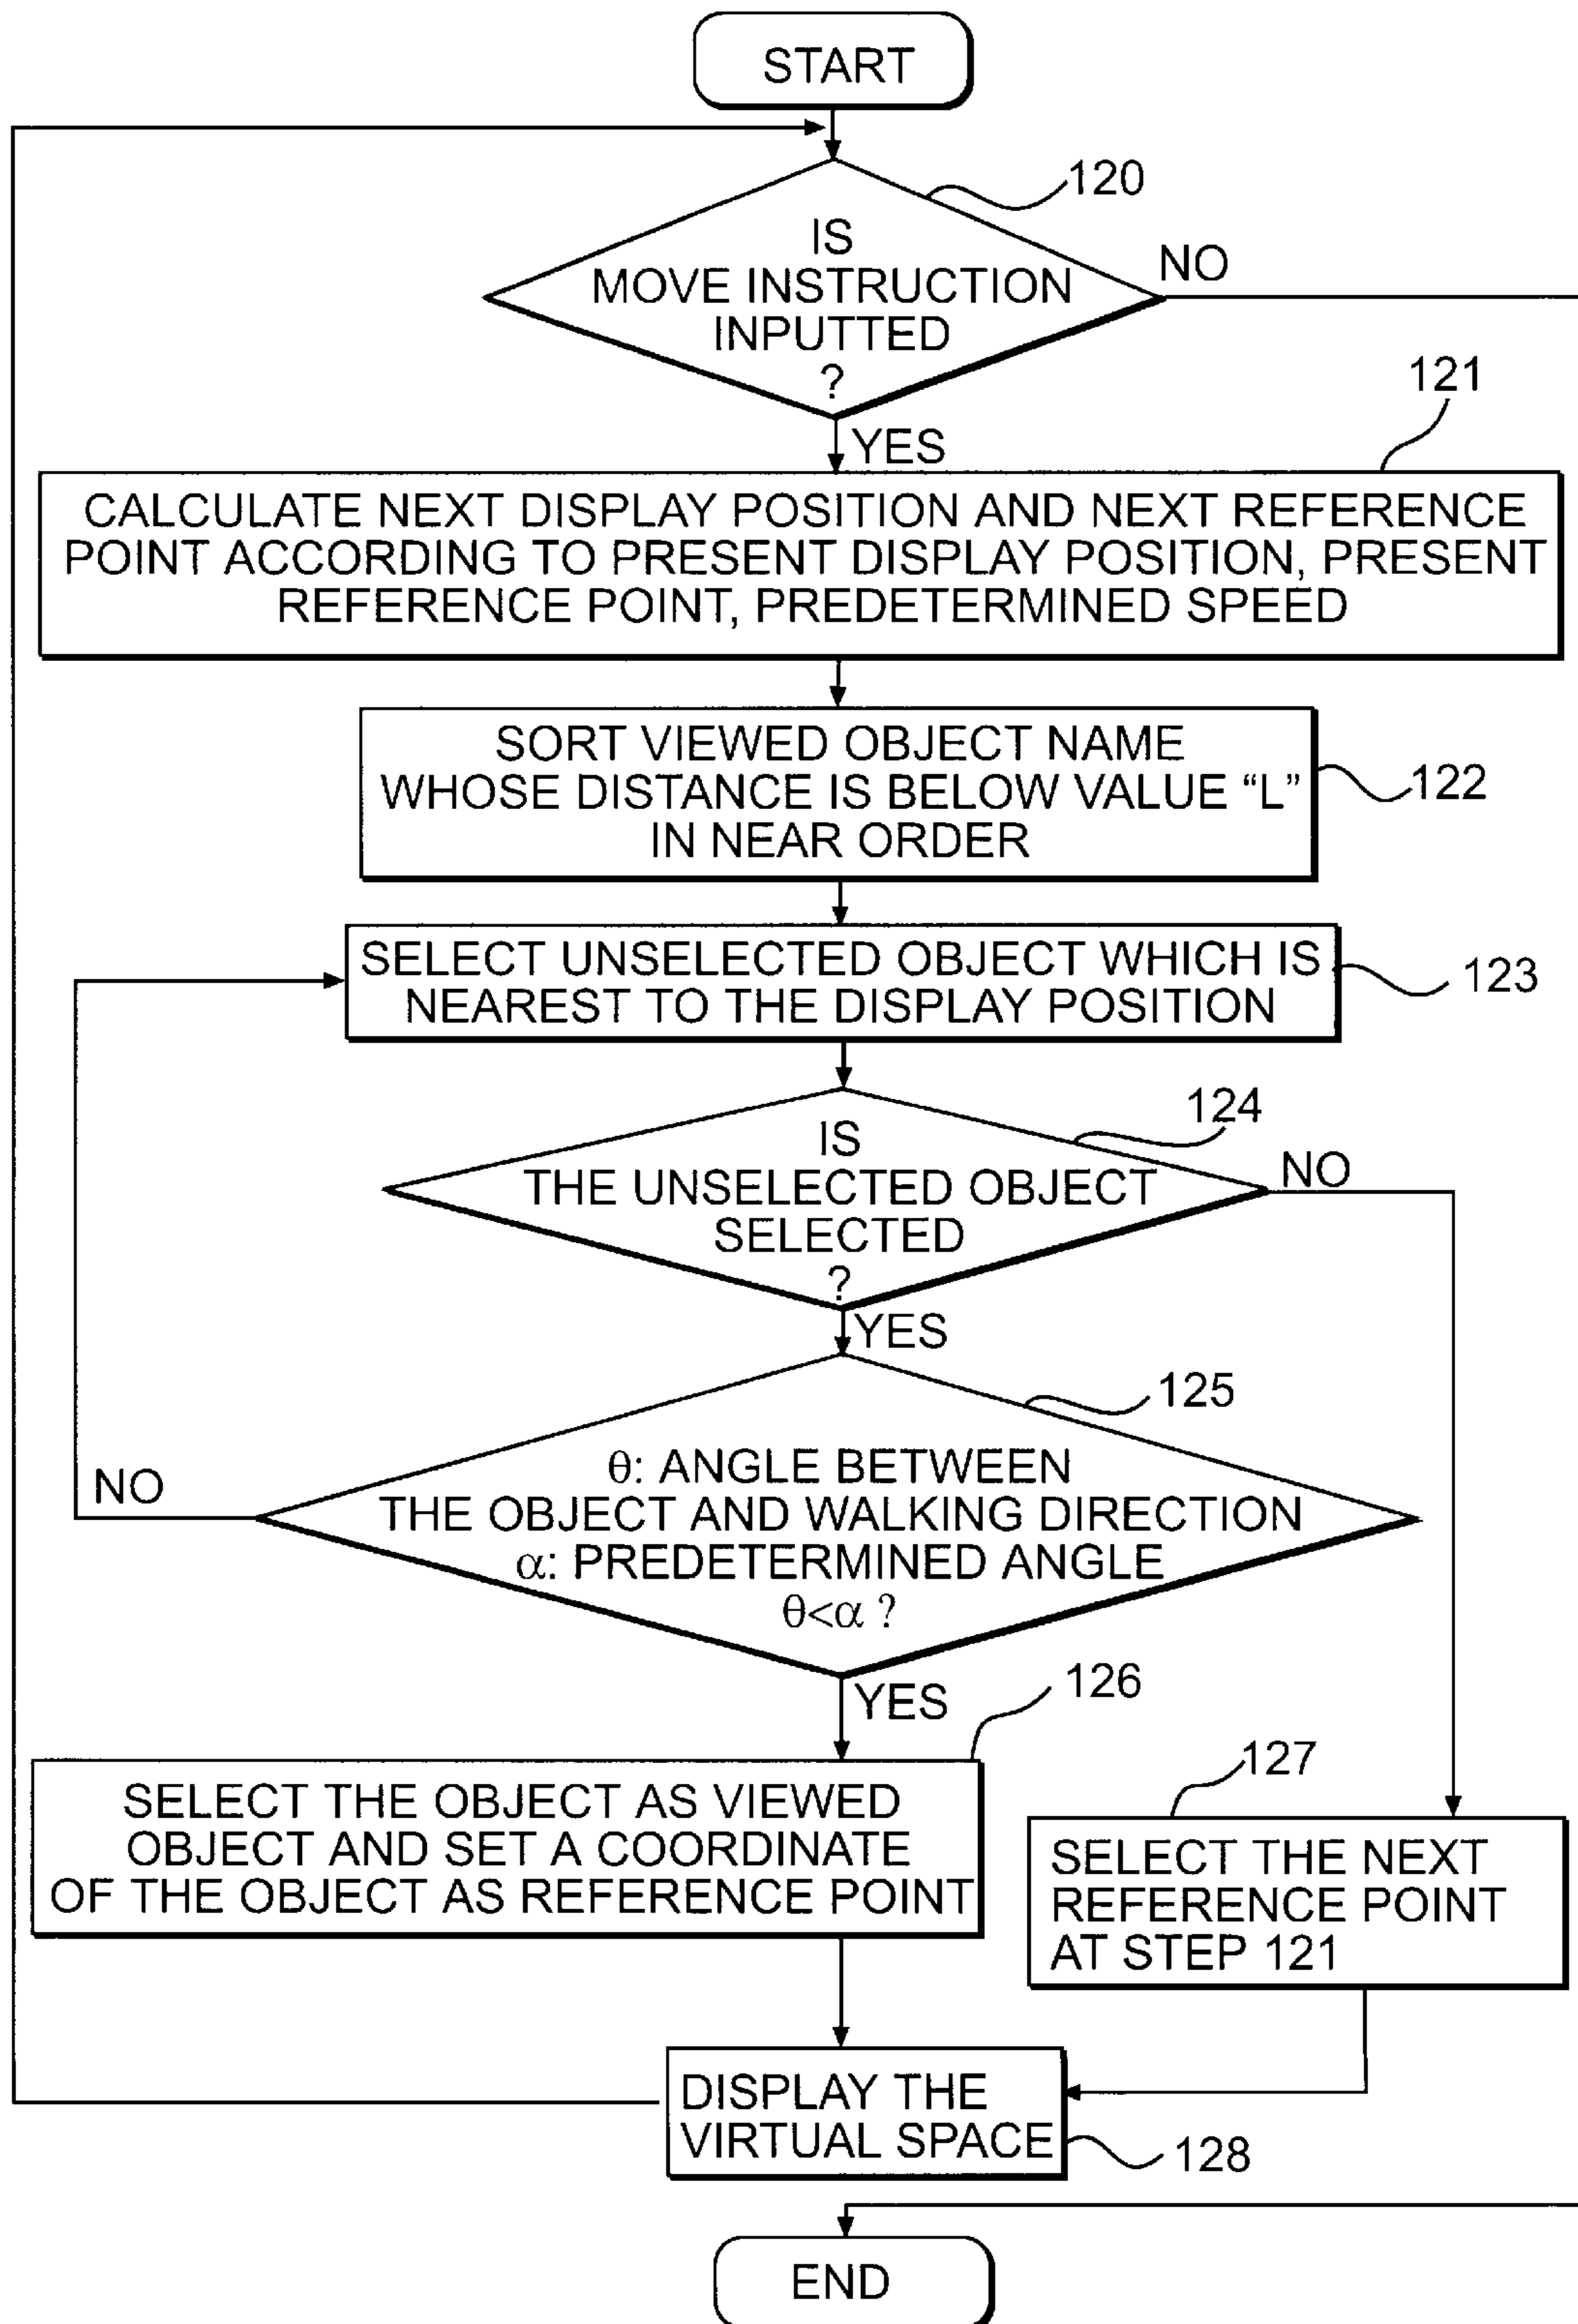 START
120
IS
MOVE INSTRUCTION
INPUTTED
?
NO
YES
121
CALCULATE NEXT DISPLAY POSITION AND NEXT REFERENCE
POINT ACCORDING TO PRESENT DISPLAY POSITION, PRESENT
REFERENCE POINT, PREDETERMINED SPEED
SORT VIEWED OBJECT NAME
WHOSE DISTANCE IS BELOW VALUE “L”
IN NEAR ORDER
122
SELECT UNSELECTED OBJECT WHICH IS
NEAREST TO THE DISPLAY POSITION
123
124
IS
THE UNSELECTED OBJECT
SELECTED
?
NO
YES
125
θ: ANGLE BETWEEN
THE OBJECT AND WALKING DIRECTION
α: PREDETERMINED ANGLE
θ<α ?
NO
YES
126
SELECT THE OBJECT AS VIEWED
OBJECT AND SET A COORDINATE
OF THE OBJECT AS REFERENCE POINT
127
SELECT THE NEXT
REFERENCE POINT
AT STEP 121
DISPLAY THE
VIRTUAL SPACE
128
END